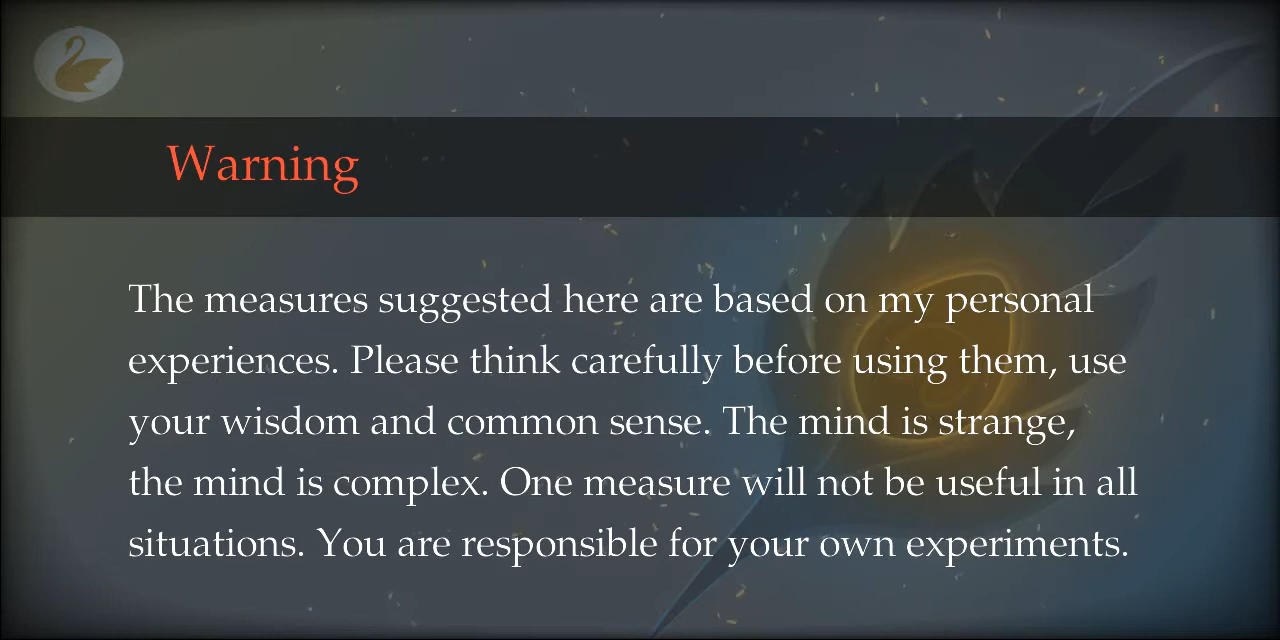 Warning
The measures suggested here are based on my personal
experiences. Please think carefully before using them, use
your wisdom and common sense. The mind is strange,
the mind is complex. One measure will not be useful in all
situations. You are responsible for your own experiments.